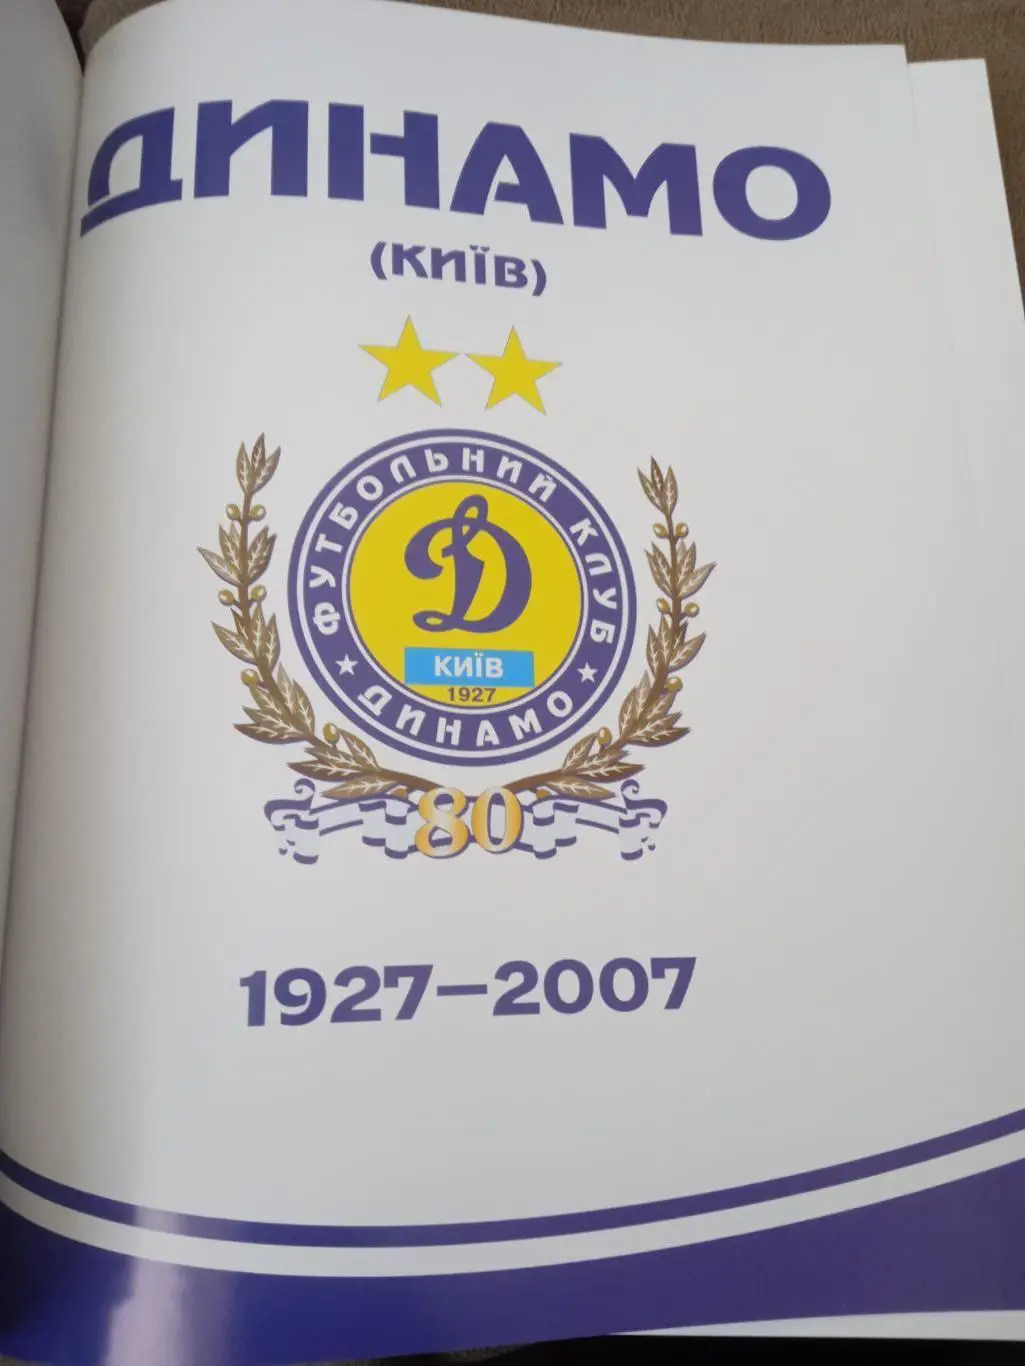 ДИНАМО
(КИЇВ)
ФУТБОЛЬНИЙ КЛУБ
КИЇВ
1927
ДИНАМО
80
1927–2007